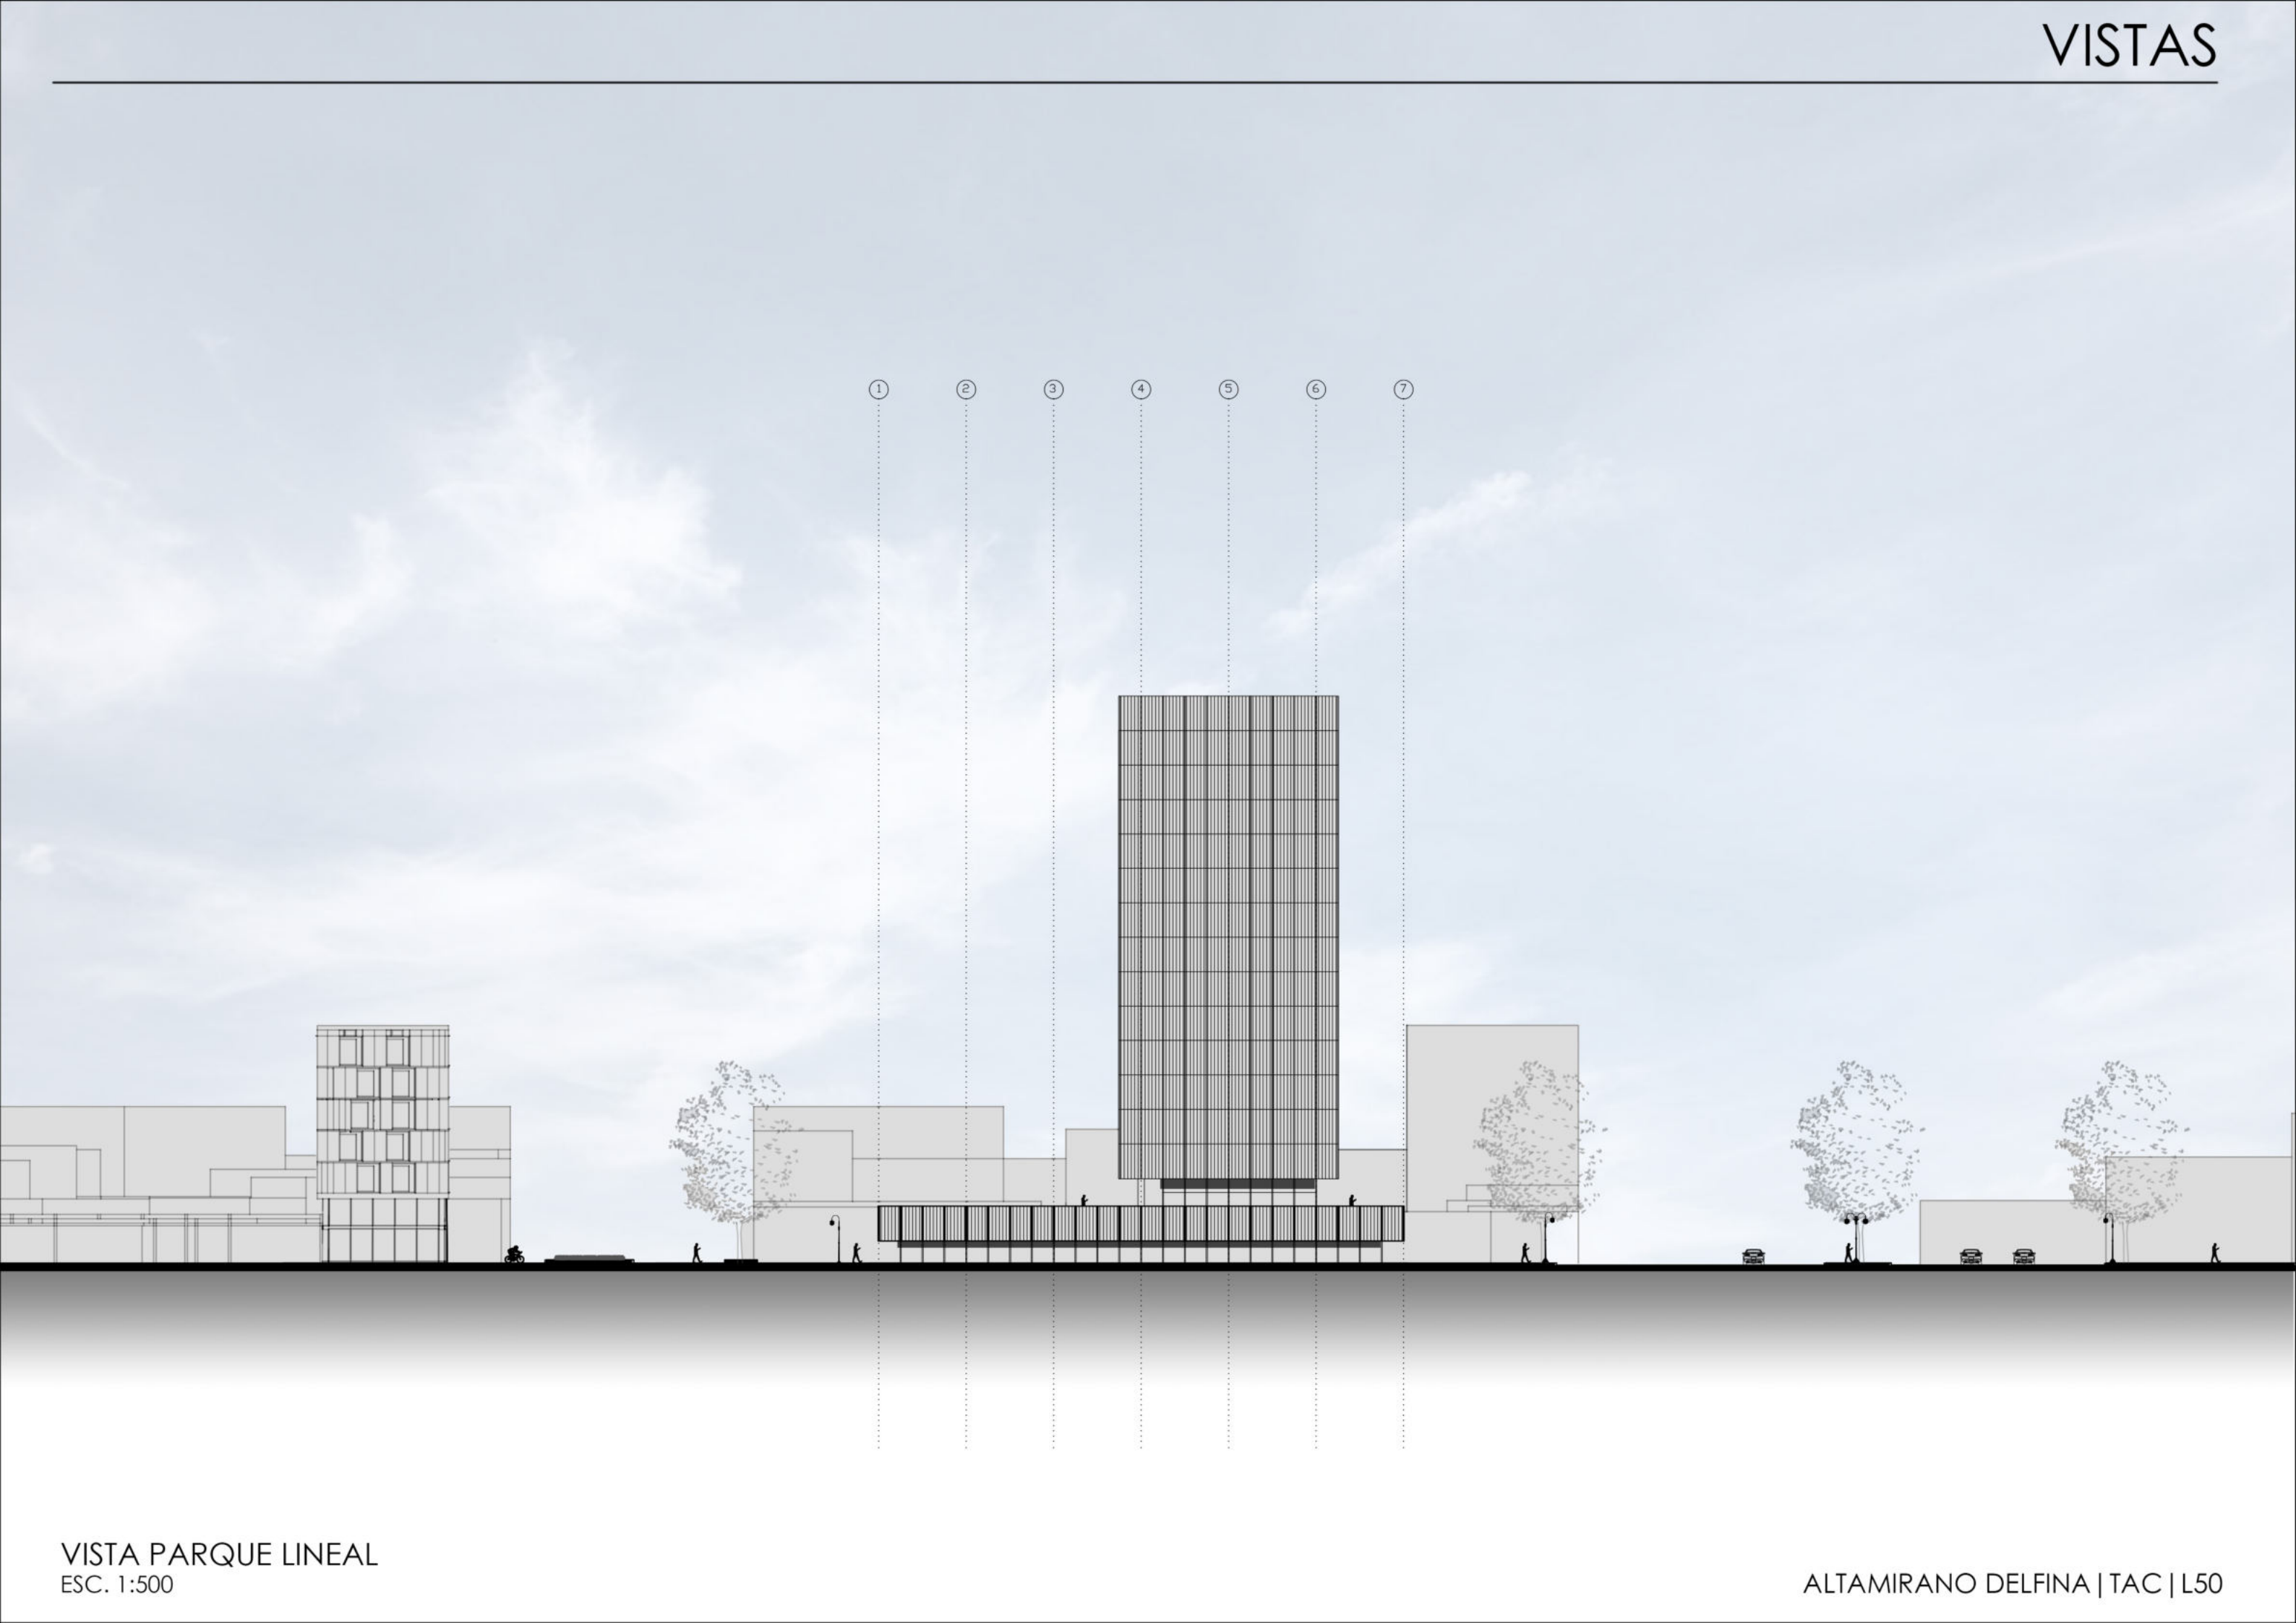 VISTAS
1 2 3 4 5 6 7
VISTA PARQUE LINEAL
ESC. 1:500
ALTAMIRANO DELFINA | TAC | L50